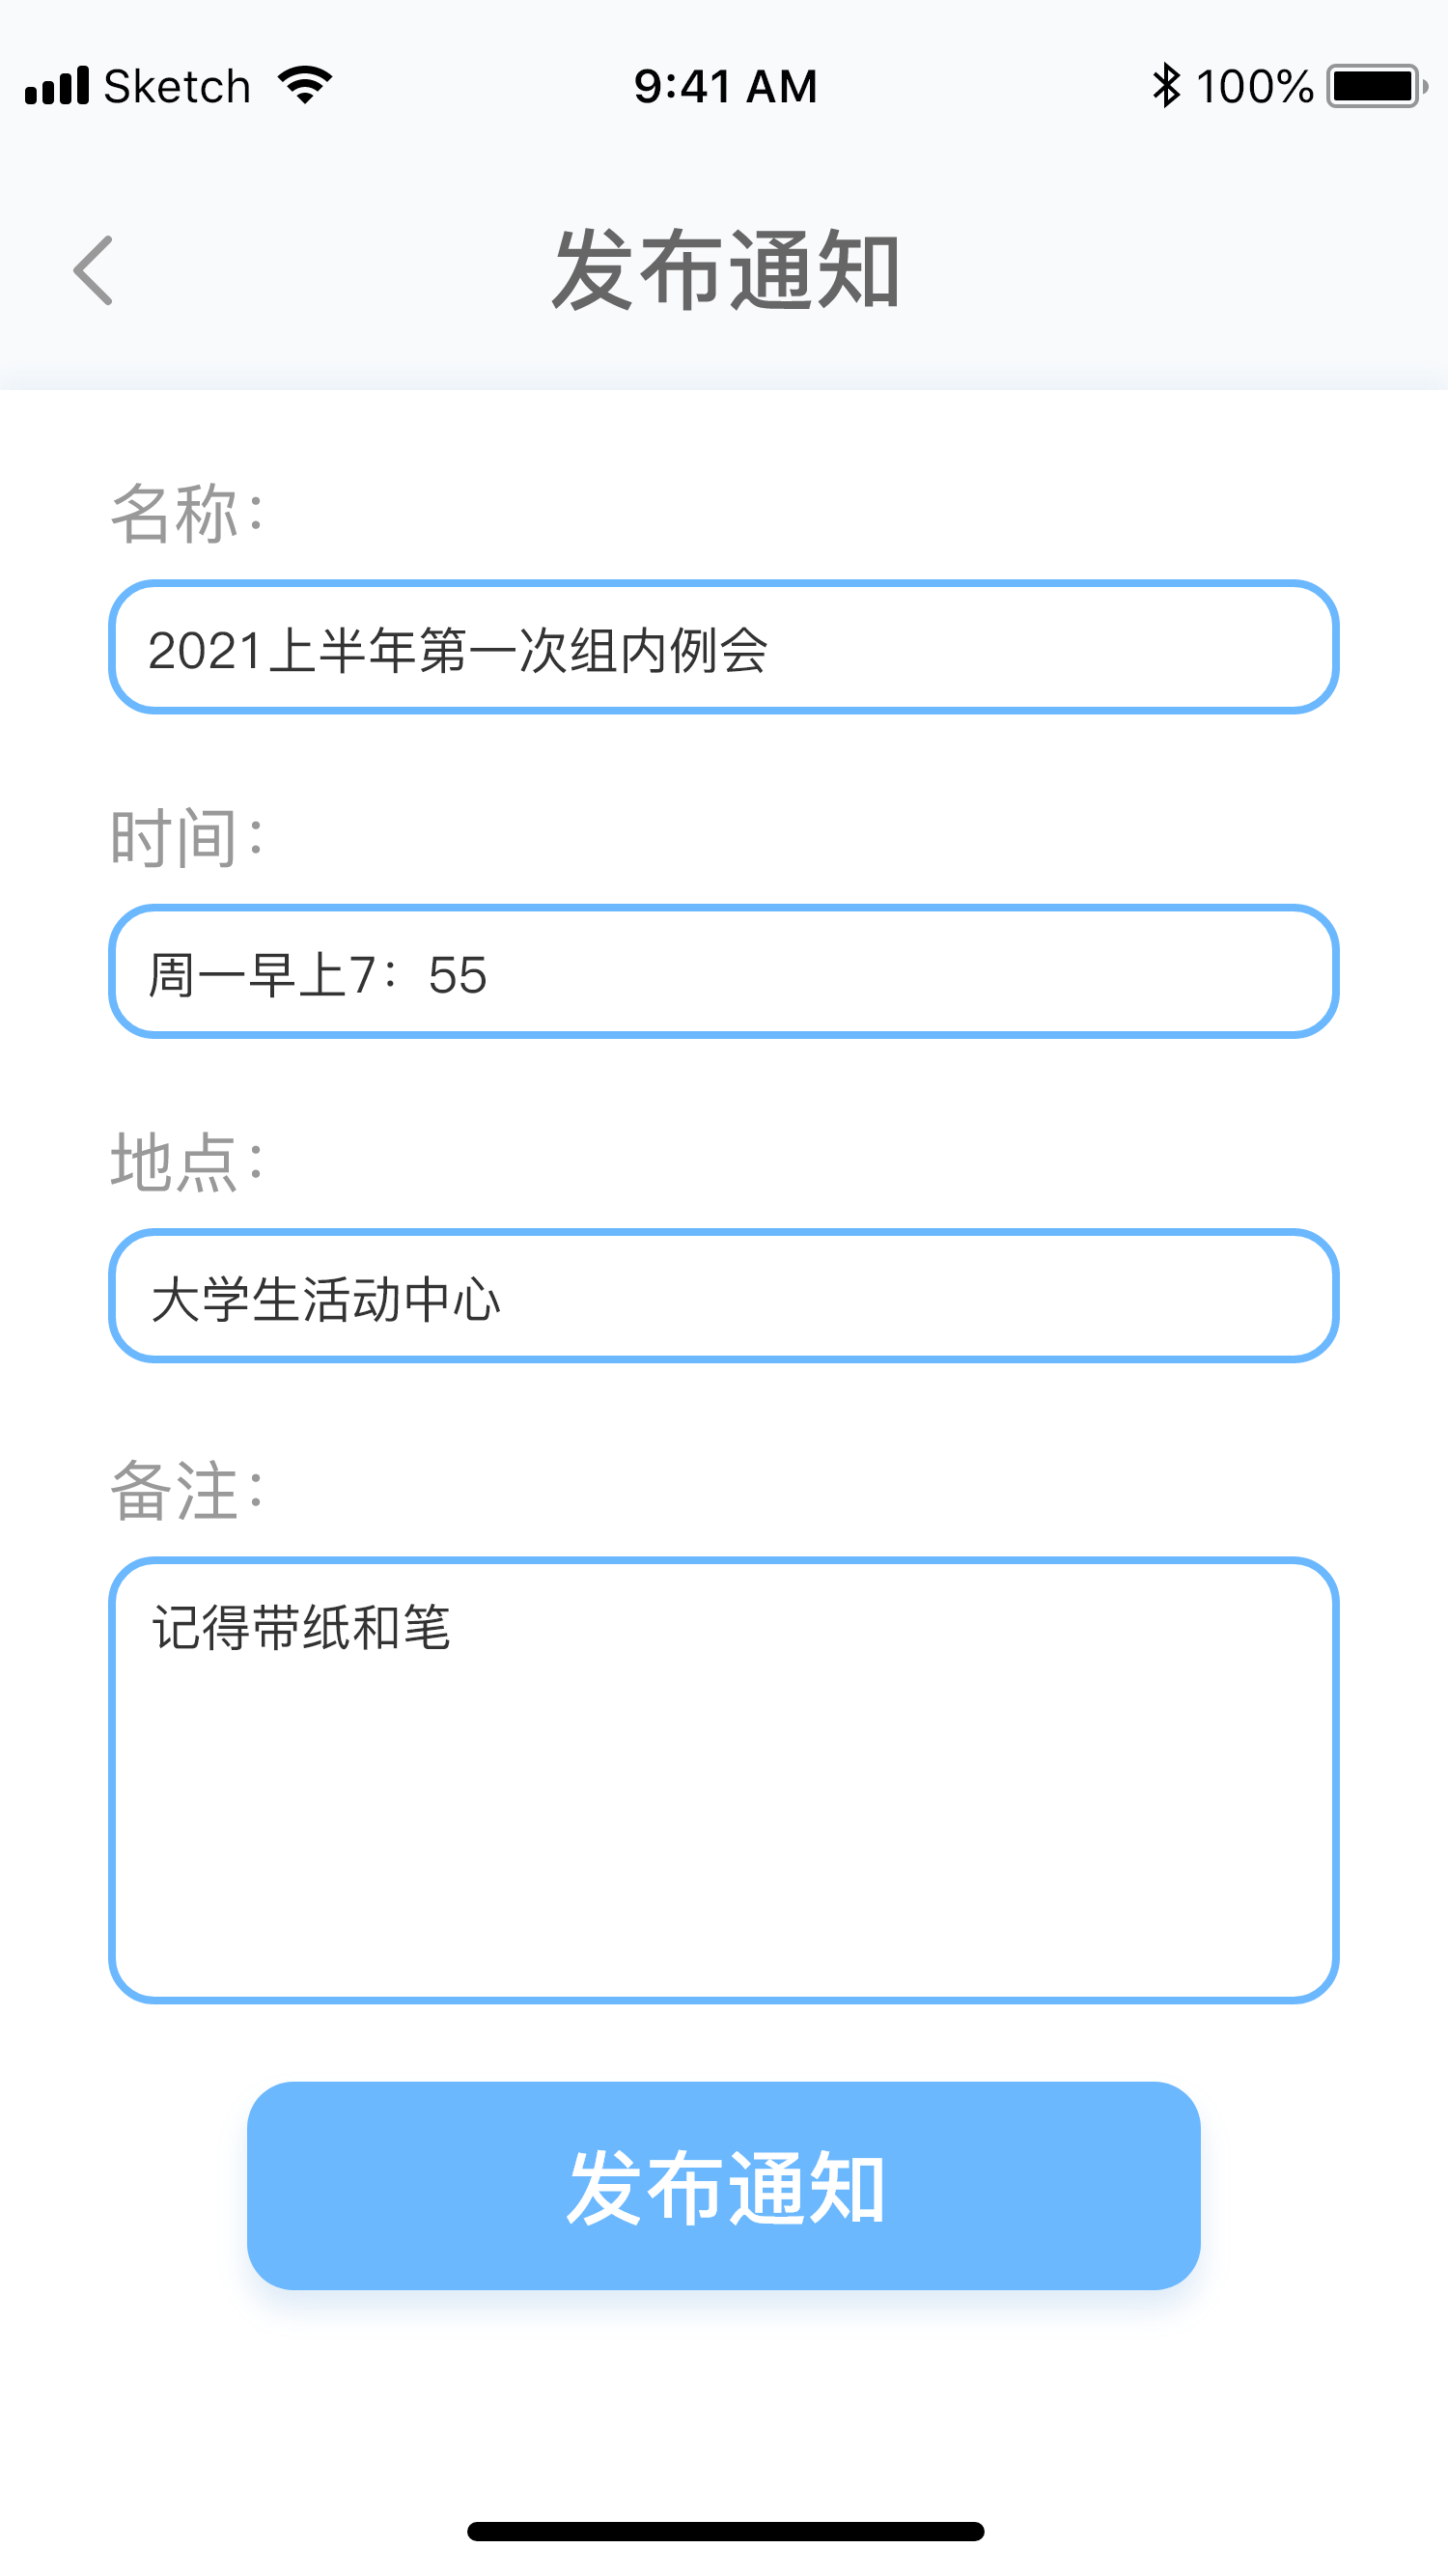 Sketch 9:41 AM 100%
发布通知
名称：
2021上半年第一次组内例会
时间：
周一早上7：55
地点：
大学生活动中心
备注：
记得带纸和笔
发布通知